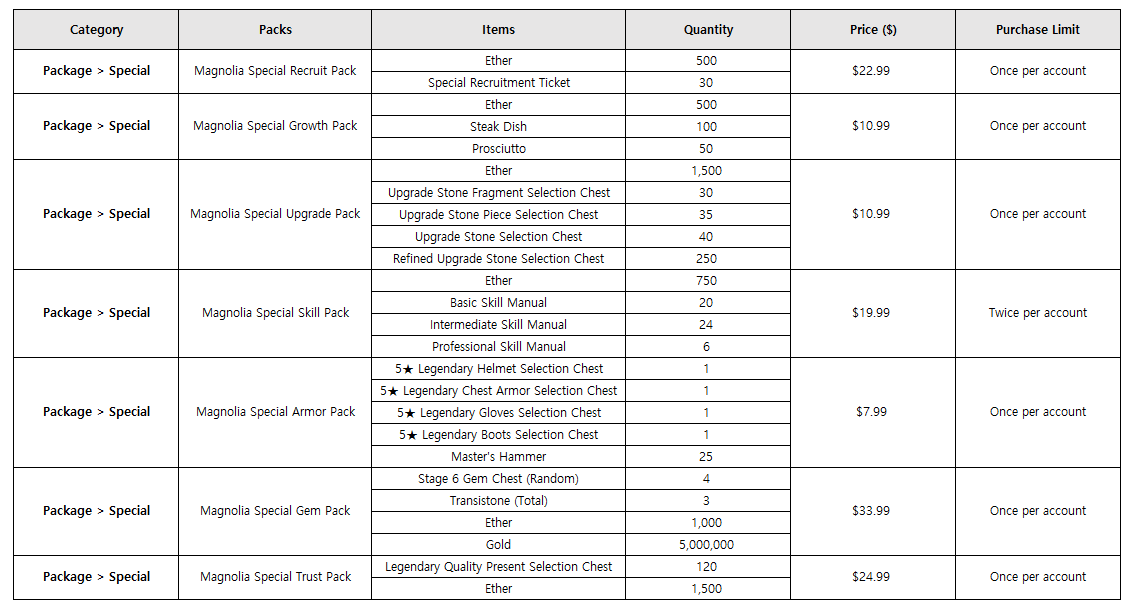 Category Packs Items Quantity Price ($) Purchase Limit
Package > Special Magnolia Special Recruit Pack Ether 500 $22.99 Once per account
Special Recruitment Ticket 30
Package > Special Magnolia Special Growth Pack Ether 500 $10.99 Once per account
Steak Dish 100
Prosciutto 50
Package > Special Magnolia Special Upgrade Pack Ether 1,500 $10.99 Once per account
Upgrade Stone Fragment Selection Chest 30
Upgrade Stone Piece Selection Chest 35
Upgrade Stone Selection Chest 40
Refined Upgrade Stone Selection Chest 250
Package > Special Magnolia Special Skill Pack Ether 750 $19.99 Twice per account
Basic Skill Manual 20
Intermediate Skill Manual 24
Professional Skill Manual 6
Package > Special Magnolia Special Armor Pack 5★ Legendary Helmet Selection Chest 1 $7.99 Once per account
5★ Legendary Chest Armor Selection Chest 1
5★ Legendary Gloves Selection Chest 1
5★ Legendary Boots Selection Chest 1
Master's Hammer 25
Package > Special Magnolia Special Gem Pack Stage 6 Gem Chest (Random) 4 $33.99 Once per account
Transistone (Total) 3
Ether 1,000
Gold 5,000,000
Package > Special Magnolia Special Trust Pack Legendary Quality Present Selection Chest 120 $24.99 Once per account
Ether 1,500